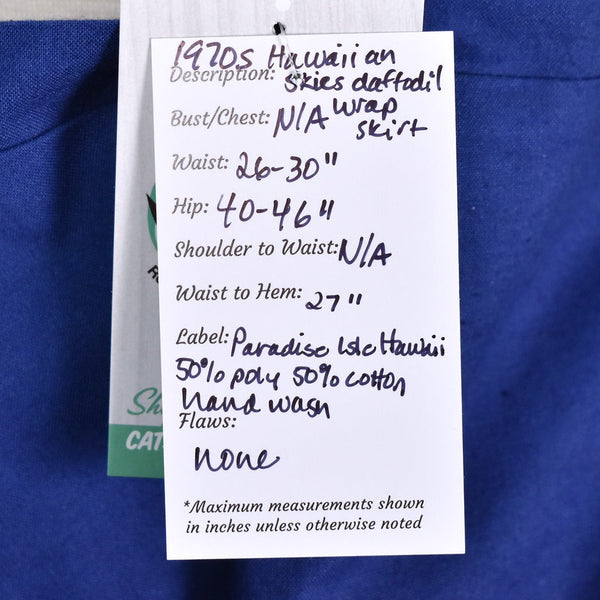 1970s Hawaiian
Description: skies daffodil
Bust/Chest: N/A wrap
skirt
Waist: 26-30"
Hip: 40-46"
Shoulder to Waist: N/A
Waist to Hem: 27"
Label: Paradise Isle Hawaii
50% poly 50% cotton
hand wash
Flaws:
none
*Maximum measurements shown
in inches unless otherwise noted
Sh
CAT